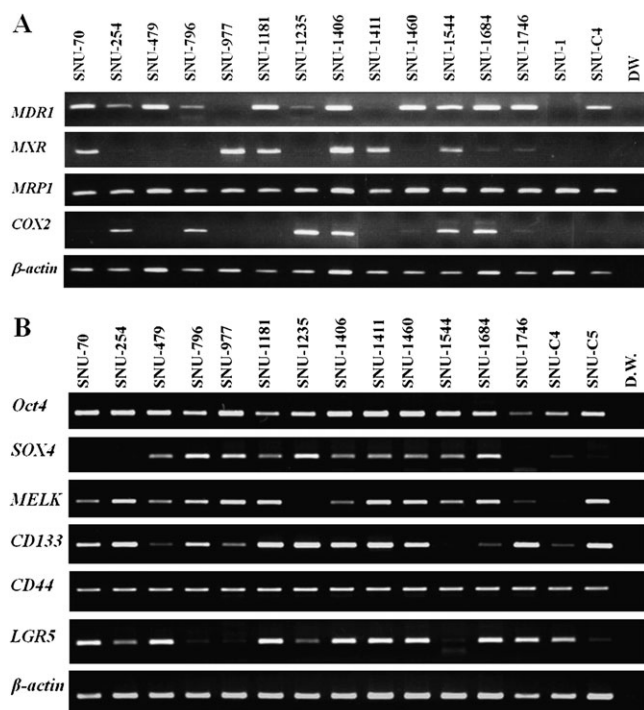 A
SNU-70 SNU-254 SNU-479 SNU-796 SNU-977 SNU-1181 SNU-1235 SNU-1406 SNU-1411 SNU-1460 SNU-1544 SNU-1684 SNU-1746 SNU-1 SNU-C4 DW
MDR1
MXR
MRP1
COX2
β-actin
B
SNU-70 SNU-254 SNU-479 SNU-796 SNU-977 SNU-1181 SNU-1235 SNU-1406 SNU-1411 SNU-1460 SNU-1544 SNU-1684 SNU-1746 SNU-C4 SNU-C5 D.W.
Oct4
SOX4
MELK
CD133
CD44
LGR5
β-actin